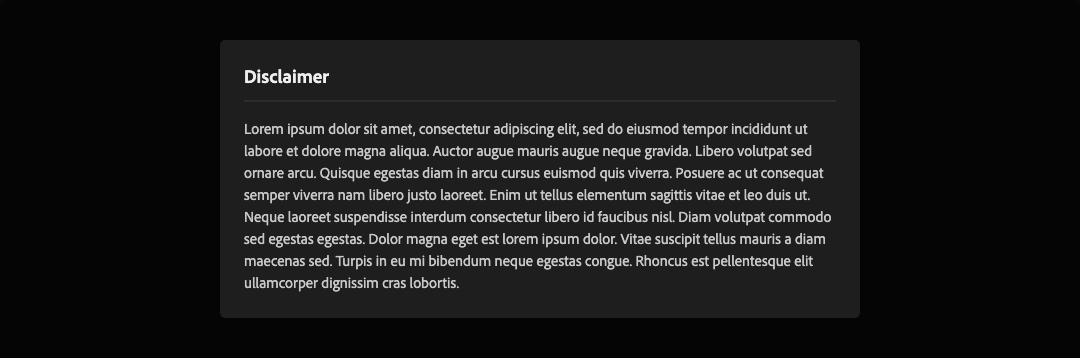 Disclaimer
Lorem ipsum dolor sit amet, consectetur adipiscing elit, sed do eiusmod tempor incididunt ut
labore et dolore magna aliqua. Auctor augue mauris augue neque gravida. Libero volutpat sed
ornare arcu. Quisque egestas diam in arcu cursus euismod quis viverra. Posuere ac ut consequat
semper viverra nam libero justo laoreet. Enim ut tellus elementum sagittis vitae et leo duis ut.
Neque laoreet suspendisse interdum consectetur libero id faucibus nisl. Diam volutpat commodo
sed egestas egestas. Dolor magna eget est lorem ipsum dolor. Vitae suscipit tellus mauris a diam
maecenas sed. Turpis in eu mi bibendum neque egestas congue. Rhoncus est pellentesque elit
ullamcorper dignissim cras lobortis.